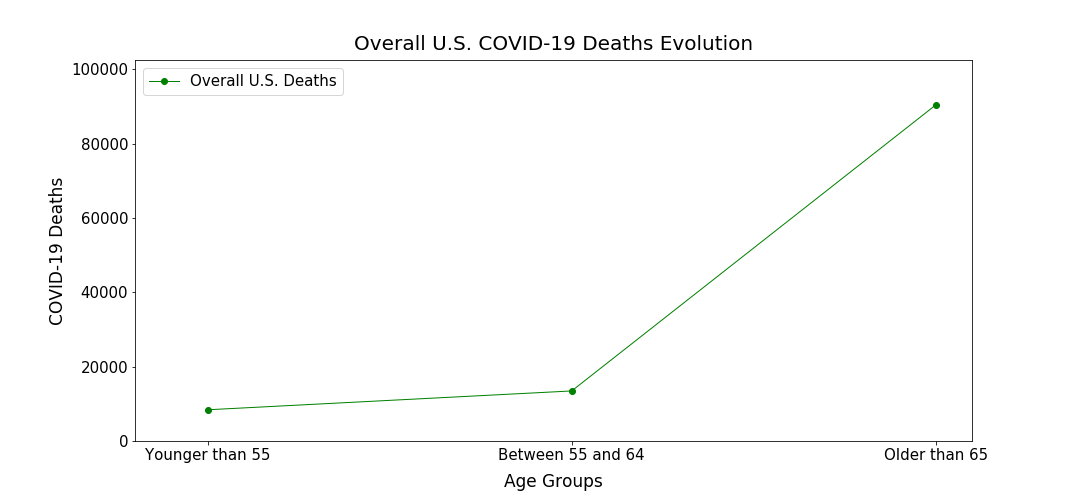 Overall U.S. COVID-19 Deaths Evolution
Overall U.S. Deaths
100000
80000
60000
40000
20000
0
COVID-19 Deaths
Younger than 55
Between 55 and 64
Older than 65
Age Groups